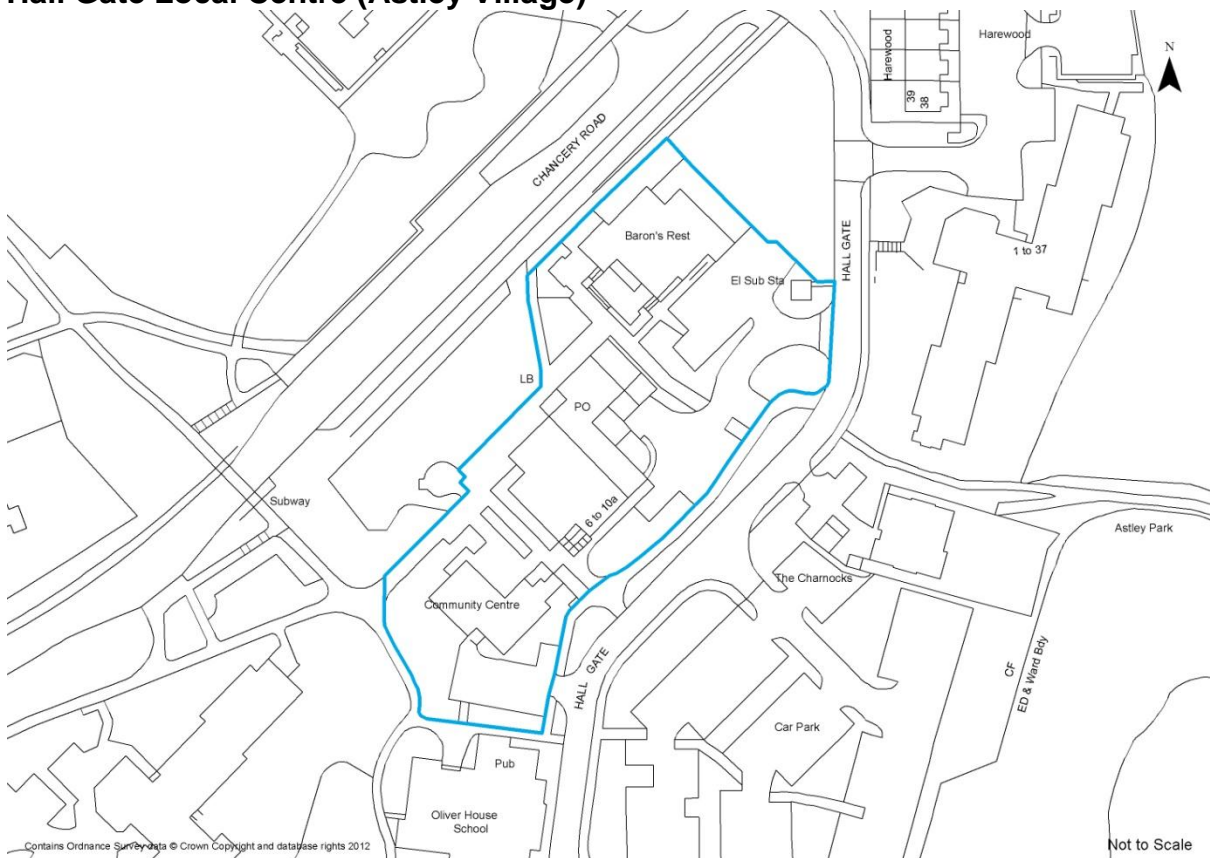 Hall Gate Local Centre (Astley Village)
Harewood
Harewood
N
39
38
CHANCERY ROAD
Baron's Rest
HALL GATE
1 to 37
El Sub Sta
LB
PO
Subway
6 to 10a
Astley Park
The Charnocks
Community Centre
HALL GATE
CF
ED & Ward Bdy
Car Park
Pub
Oliver House
School
Contains Ordnance Survey data © Crown Copyright and database rights 2012
Not to Scale